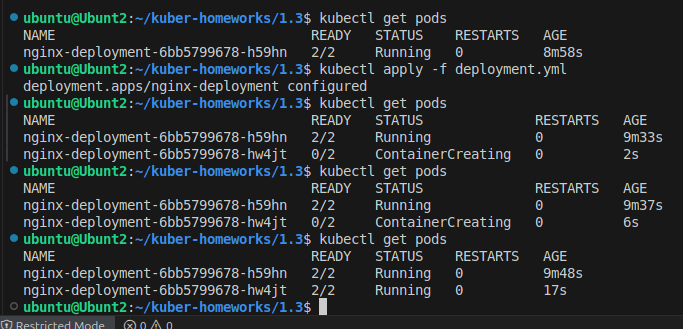 ubuntu@Ubunt2:~/kuber-homeworks/1.3$ kubectl get pods
NAME                                READY   STATUS    RESTARTS   AGE
nginx-deployment-6bb5799678-h59hn   2/2     Running   0          8m58s
ubuntu@Ubunt2:~/kuber-homeworks/1.3$ kubectl apply -f deployment.yml
deployment.apps/nginx-deployment configured
ubuntu@Ubunt2:~/kuber-homeworks/1.3$ kubectl get pods
NAME                                READY   STATUS              RESTARTS   AGE
nginx-deployment-6bb5799678-h59hn   2/2     Running             0          9m33s
nginx-deployment-6bb5799678-hw4jt   0/2     ContainerCreating   0          2s
ubuntu@Ubunt2:~/kuber-homeworks/1.3$ kubectl get pods
NAME                                READY   STATUS              RESTARTS   AGE
nginx-deployment-6bb5799678-h59hn   2/2     Running             0          9m37s
nginx-deployment-6bb5799678-hw4jt   0/2     ContainerCreating   0          6s
ubuntu@Ubunt2:~/kuber-homeworks/1.3$ kubectl get pods
NAME                                READY   STATUS    RESTARTS   AGE
nginx-deployment-6bb5799678-h59hn   2/2     Running   0          9m48s
nginx-deployment-6bb5799678-hw4jt   2/2     Running   0          17s
ubuntu@Ubunt2:~/kuber-homeworks/1.3$
Restricted Mode 0 0